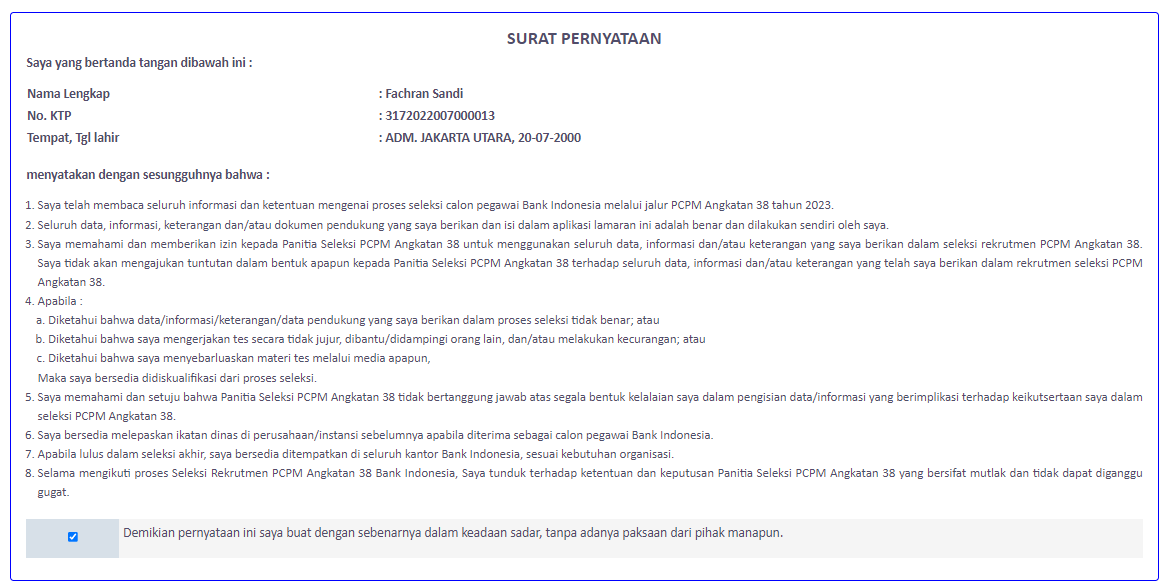 SURAT PERNYATAAN
Saya yang bertanda tangan dibawah ini :
Nama Lengkap : Fachran Sandi
No. KTP : 3172022007000013
Tempat, Tgl lahir : ADM. JAKARTA UTARA, 20-07-2000
menyatakan dengan sesungguhnya bahwa :
1. Saya telah membaca seluruh informasi dan ketentuan mengenai proses seleksi calon pegawai Bank Indonesia melalui jalur PCPM Angkatan 38 tahun 2023.
2. Seluruh data, informasi, keterangan dan/atau dokumen pendukung yang saya berikan dan isi dalam aplikasi lamaran ini adalah benar dan dilakukan sendiri oleh saya.
3. Saya memahami dan memberikan izin kepada Panitia Seleksi PCPM Angkatan 38 untuk menggunakan seluruh data, informasi dan/atau keterangan yang saya berikan dalam seleksi rekrutmen PCPM Angkatan 38.
Saya tidak akan mengajukan tuntutan dalam bentuk apapun kepada Panitia Seleksi PCPM Angkatan 38 terhadap seluruh data, informasi dan/atau keterangan yang telah saya berikan dalam rekrutmen seleksi PCPM
Angkatan 38.
4. Apabila :
a. Diketahui bahwa data/informasi/keterangan/data pendukung yang saya berikan dalam proses seleksi tidak benar; atau
b. Diketahui bahwa saya mengerjakan tes secara tidak jujur, dibantu/didampingi orang lain, dan/atau melakukan kecurangan; atau
c. Diketahui bahwa saya menyebarluaskan materi tes melalui media apapun,
Maka saya bersedia didiskualifikasi dari proses seleksi.
5. Saya memahami dan setuju bahwa Panitia Seleksi PCPM Angkatan 38 tidak bertanggung jawab atas segala bentuk kelalaian saya dalam pengisian data/informasi yang berimplikasi terhadap keikutsertaan saya dalam
seleksi PCPM Angkatan 38.
6. Saya bersedia melepaskan ikatan dinas di perusahaan/instansi sebelumnya apabila diterima sebagai calon pegawai Bank Indonesia.
7. Apabila lulus dalam seleksi akhir, saya bersedia ditempatkan di seluruh kantor Bank Indonesia, sesuai kebutuhan organisasi.
8. Selama mengikuti proses Seleksi Rekrutmen PCPM Angkatan 38 Bank Indonesia, Saya tunduk terhadap ketentuan dan keputusan Panitia Seleksi PCPM Angkatan 38 yang bersifat mutlak dan tidak dapat diganggu
gugat.
Demikian pernyataan ini saya buat dengan sebenarnya dalam keadaan sadar, tanpa adanya paksaan dari pihak manapun.